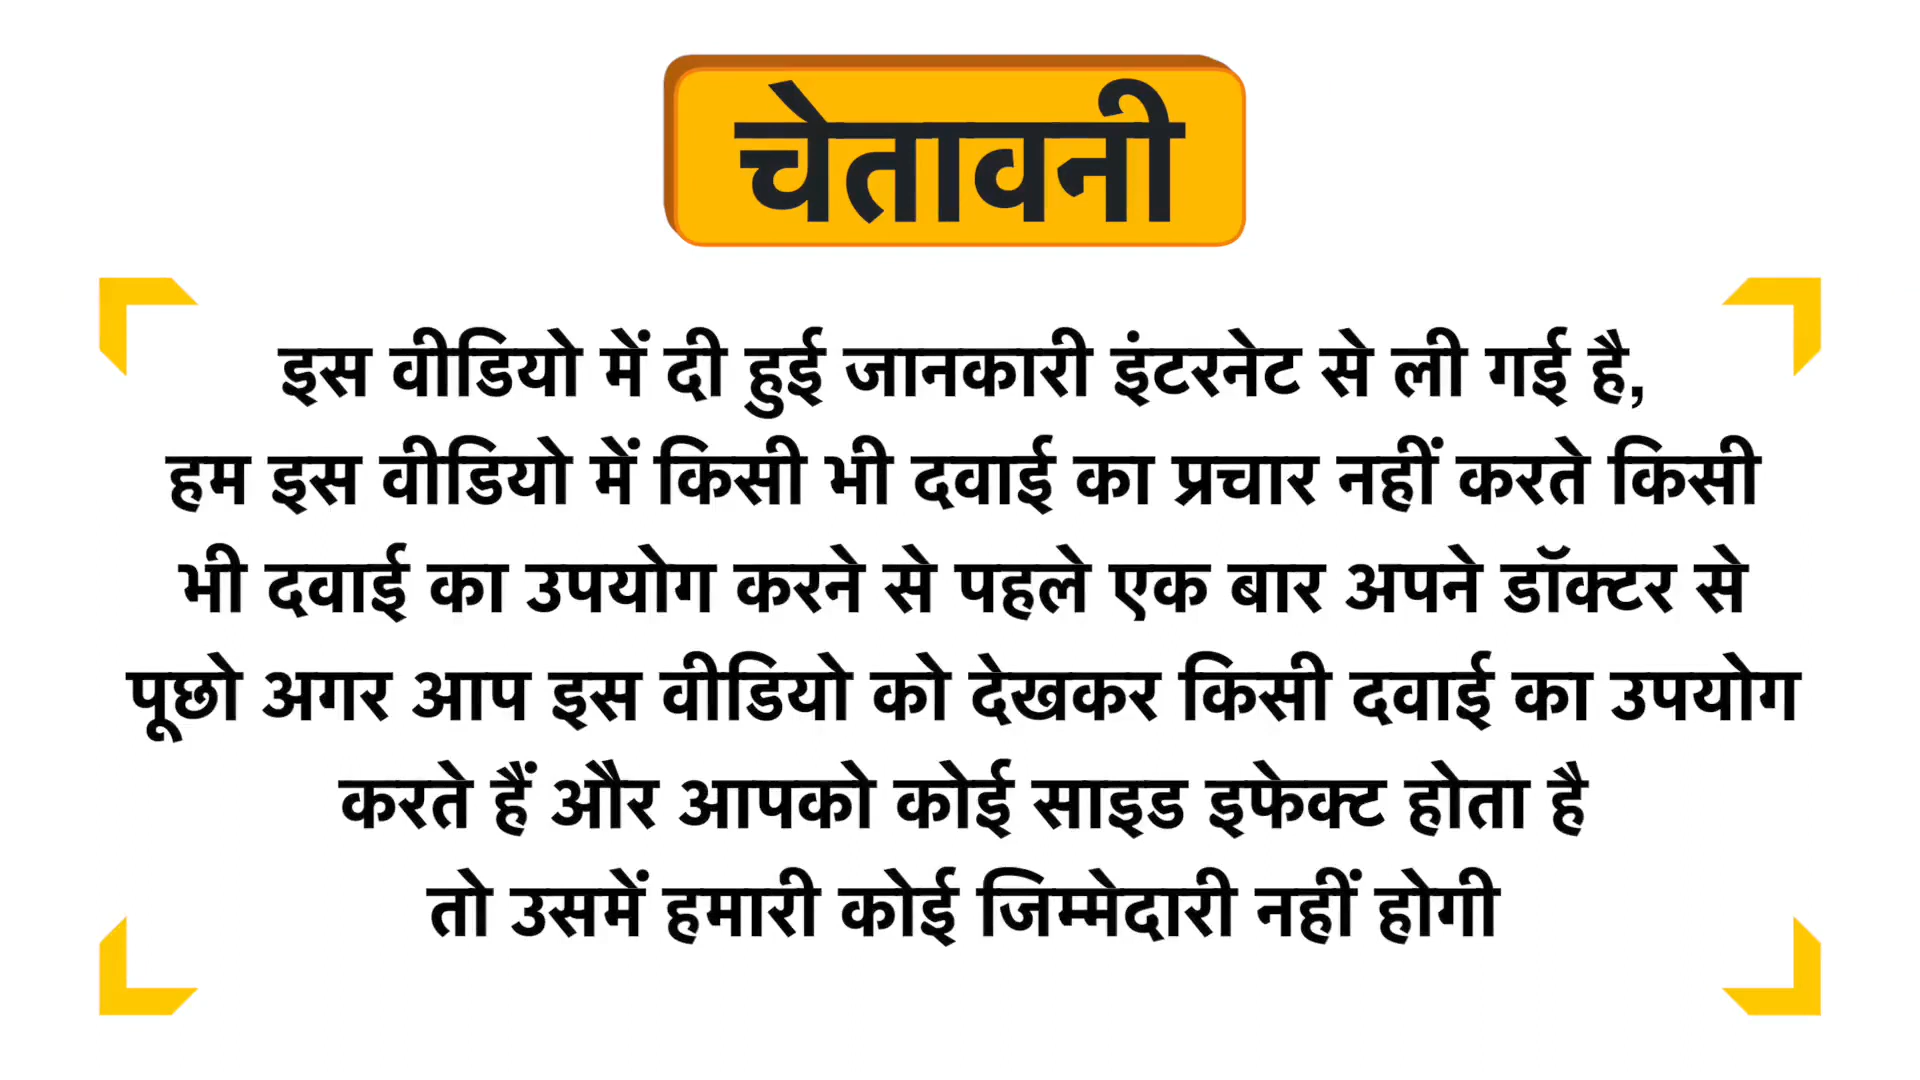 चेतावनी
इस वीडियो में दी हुई जानकारी इंटरनेट से ली गई है,
हम इस वीडियो में किसी भी दवाई का प्रचार नहीं करते किसी
भी दवाई का उपयोग करने से पहले एक बार अपने डॉक्टर से
पूछो अगर आप इस वीडियो को देखकर किसी दवाई का उपयोग
करते हैं और आपको कोई साइड इफेक्ट होता है
तो उसमें हमारी कोई जिम्मेदारी नहीं होगी